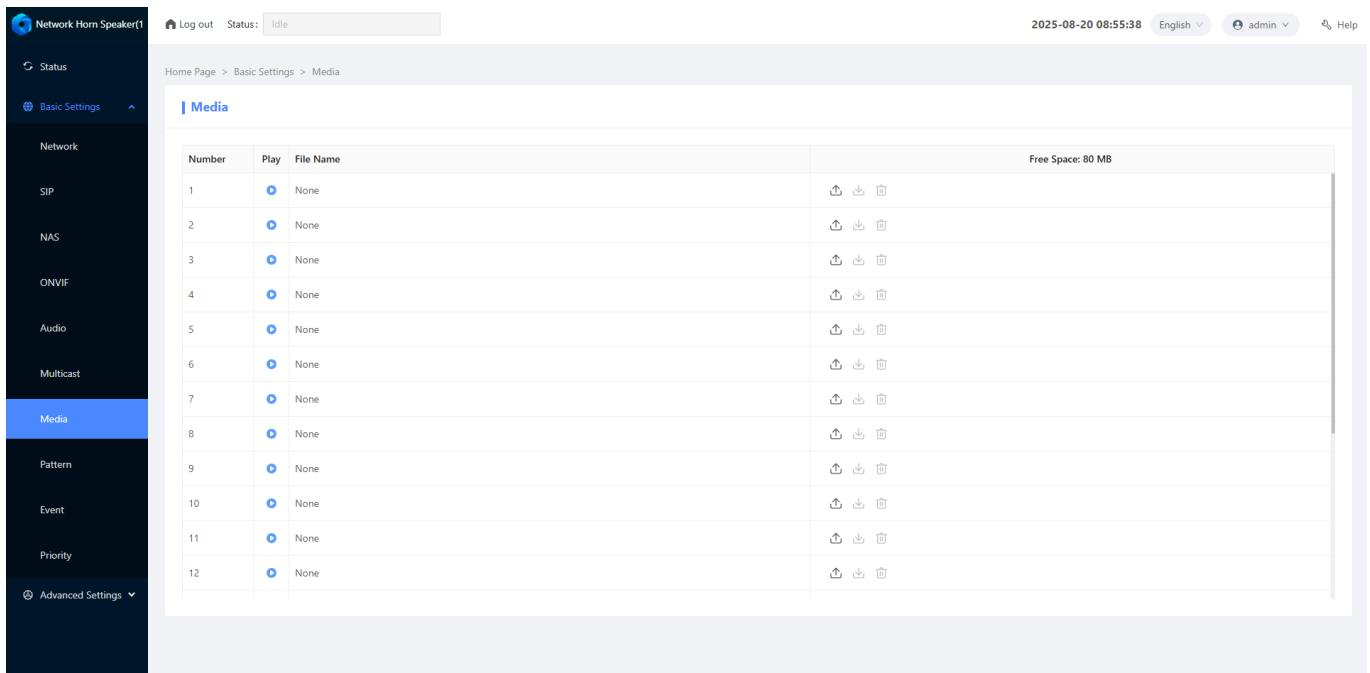 Network Horn Speaker(1
Log out Status: Idle
2025-08-20 08:55:38 English admin Help
Status
Basic Settings
Network
SIP
NAS
ONVIF
Audio
Multicast
Media
Pattern
Event
Priority
Advanced Settings
Home Page > Basic Settings > Media
Media
Number Play File Name Free Space: 80 MB
1 None
2 None
3 None
4 None
5 None
6 None
7 None
8 None
9 None
10 None
11 None
12 None